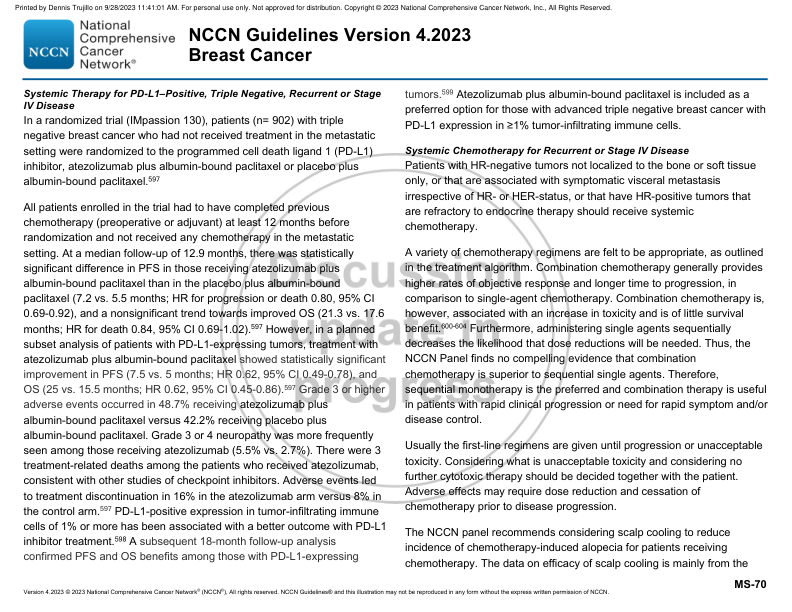 Printed by Dennis Trujillo on 9/28/2023 11:41:01 AM. For personal use only. Not approved for distribution. Copyright © 2023 National Comprehensive Cancer Network, Inc., All Rights Reserved.
NCCN
National
Comprehensive
Cancer
Network®
NCCN Guidelines Version 4.2023
Breast Cancer
Systemic Therapy for PD-L1–Positive, Triple Negative, Recurrent or Stage
IV Disease
In a randomized trial (IMpassion 130), patients (n= 902) with triple
negative breast cancer who had not received treatment in the metastatic
setting were randomized to the programmed cell death ligand 1 (PD-L1)
inhibitor, atezolizumab plus albumin-bound paclitaxel or placebo plus
albumin-bound paclitaxel.597
All patients enrolled in the trial had to have completed previous
chemotherapy (preoperative or adjuvant) at least 12 months before
randomization and not received any chemotherapy in the metastatic
setting. At a median follow-up of 12.9 months, there was statistically
significant difference in PFS in those receiving atezolizumab plus
albumin-bound paclitaxel than in the placebo plus albumin-bound
paclitaxel (7.2 vs. 5.5 months; HR for progression or death 0.80, 95% CI
0.69-0.92), and a nonsignificant trend towards improved OS (21.3 vs. 17.6
months; HR for death 0.84, 95% CI 0.69-1.02).597 However, in a planned
subset analysis of patients with PD-L1-expressing tumors, treatment with
atezolizumab plus albumin-bound paclitaxel showed statistically significant
improvement in PFS (7.5 vs. 5 months; HR 0.62, 95% CI 0.49-0.78), and
OS (25 vs. 15.5 months; HR 0.62, 95% CI 0.45-0.86).597 Grade 3 or higher
adverse events occurred in 48.7% receiving atezolizumab plus
albumin-bound paclitaxel versus 42.2% receiving placebo plus
albumin-bound paclitaxel. Grade 3 or 4 neuropathy was more frequently
seen among those receiving atezolizumab (5.5% vs. 2.7%). There were 3
treatment-related deaths among the patients who received atezolizumab,
consistent with other studies of checkpoint inhibitors. Adverse events led
to treatment discontinuation in 16% in the atezolizumab arm versus 8% in
the control arm.597 PD-L1-positive expression in tumor-infiltrating immune
cells of 1% or more has been associated with a better outcome with PD-L1
inhibitor treatment.598 A subsequent 18-month follow-up analysis
confirmed PFS and OS benefits among those with PD-L1-expressing
tumors.599 Atezolizumab plus albumin-bound paclitaxel is included as a
preferred option for those with advanced triple negative breast cancer with
PD-L1 expression in ≥1% tumor-infiltrating immune cells.
Systemic Chemotherapy for Recurrent or Stage IV Disease
Patients with HR-negative tumors not localized to the bone or soft tissue
only, or that are associated with symptomatic visceral metastasis
irrespective of HR- or HER-status, or that have HR-positive tumors that
are refractory to endocrine therapy should receive systemic
chemotherapy.
A variety of chemotherapy regimens are felt to be appropriate, as outlined
in the treatment algorithm. Combination chemotherapy generally provides
higher rates of objective response and longer time to progression, in
comparison to single-agent chemotherapy. Combination chemotherapy is,
however, associated with an increase in toxicity and is of little survival
benefit.600-604 Furthermore, administering single agents sequentially
decreases the likelihood that dose reductions will be needed. Thus, the
NCCN Panel finds no compelling evidence that combination
chemotherapy is superior to sequential single agents. Therefore,
sequential monotherapy is the preferred and combination therapy is useful
in patients with rapid clinical progression or need for rapid symptom and/or
disease control.
Usually the first-line regimens are given until progression or unacceptable
toxicity. Considering what is unacceptable toxicity and considering no
further cytotoxic therapy should be decided together with the patient.
Adverse effects may require dose reduction and cessation of
chemotherapy prior to disease progression.
The NCCN panel recommends considering scalp cooling to reduce
incidence of chemotherapy-induced alopecia for patients receiving
chemotherapy. The data on efficacy of scalp cooling is mainly from the
Discussion
update in
progress
MS-70
Version 4.2023 © 2023 National Comprehensive Cancer Network® (NCCN®), All rights reserved. NCCN Guidelines® and this illustration may not be reproduced in any form without the express written permission of NCCN.